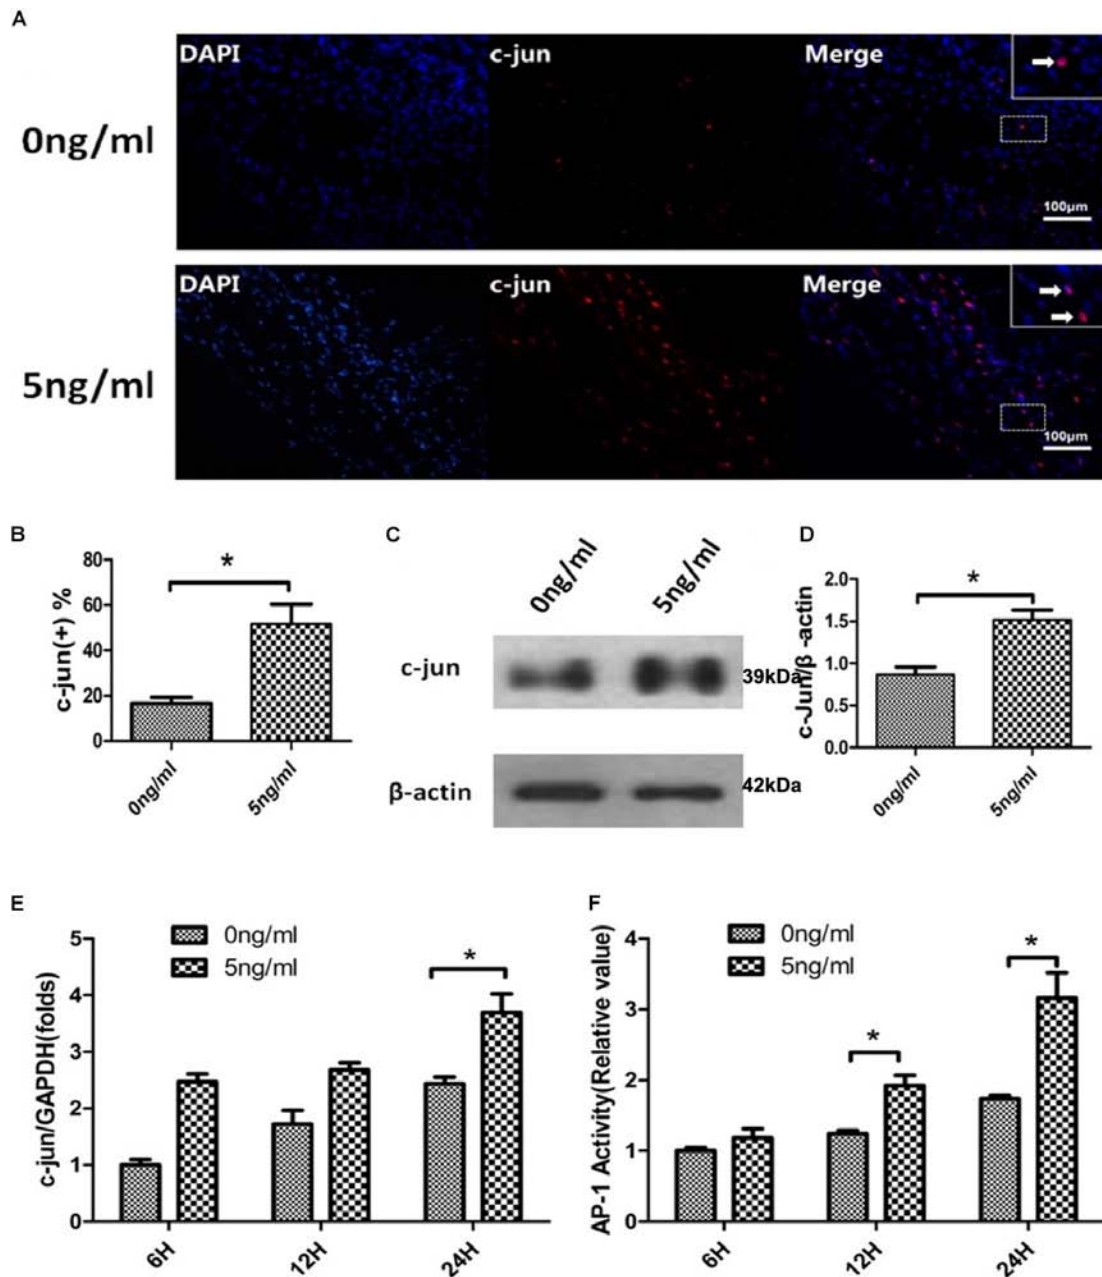 A
DAPI c-jun Merge
0ng/ml
100μm
DAPI c-jun Merge
5ng/ml
100μm
B
c-jun(+) %
80
60
40
20
0
*
0ng/ml 5ng/ml
C
0ng/ml 5ng/ml
c-jun 39kDa
β-actin 42kDa
D
c-Jun/β -actin
2.0
1.5
1.0
0.5
0.0
*
0ng/ml 5ng/ml
E
c-jun/GAPDH(folds)
5
4
3
2
1
0
0ng/ml
5ng/ml
*
6H 12H 24H
F
AP-1 Activity(Relative value)
4
3
2
1
0
0ng/ml
5ng/ml
*
*
6H 12H 24H